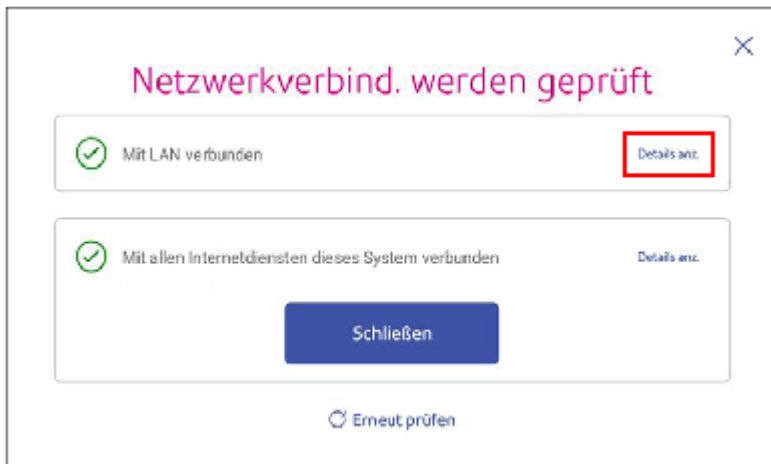 Netzwerkverbind. werden geprüft
Mit LAN verbunden
Details anz.
Mit allen Internetdiensten dieses System verbunden
Details anz.
Schließen
Erneut prüfen